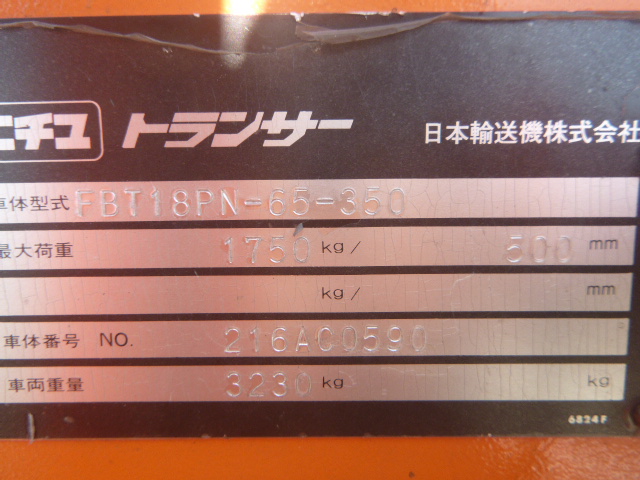 ニチユ トランサー 日本輸送機株式会社
車体型式 FBT18PN-65-350
最大荷重 1750 kg/ 500 mm
kg/ mm
車体番号 NO. 216AC0590
車両重量 3230 kg kg
6824F